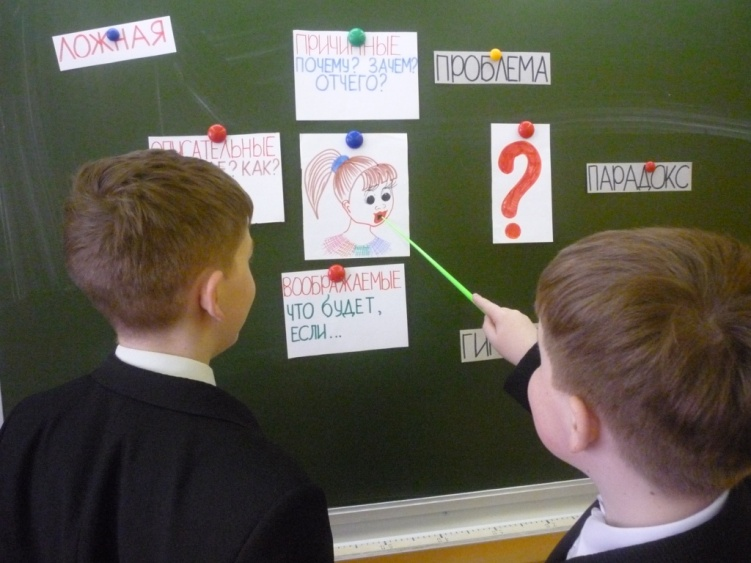 ЛОЖНАЯ
ПРИЧИННЫЕ
ПОЧЕМУ? ЗАЧЕМ?
ОТЧЕГО?
ПРОБЛЕМА
ОПИСАТЕЛЬНЫЕ
КАК?
?
ПАРАДОКС
ВООБРАЖАЕМЫЕ
ЧТО БУДЕТ,
ЕСЛИ...